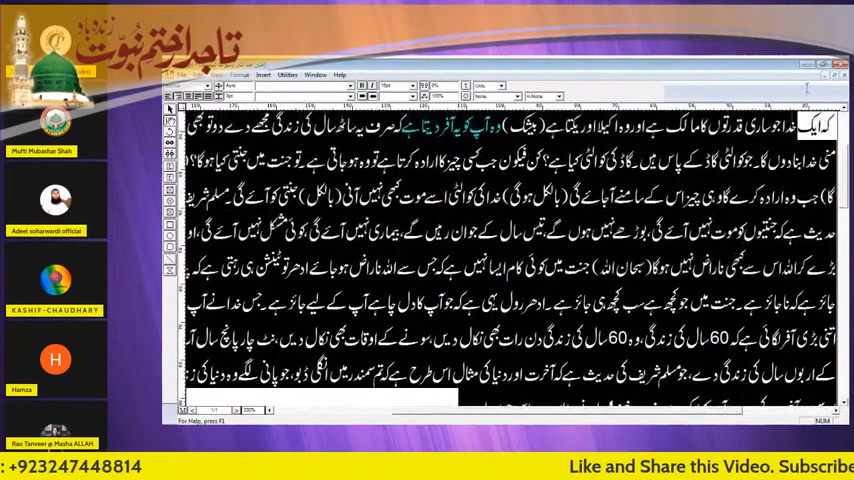 تاجدار ختم نبوت زندہ باد
Format Insert Utilities Window Help
کہ ایک خدا جو ساری قدرتوں کا مالک ہے اور وہ اکیلا اور یکتا ہے (بیشک) وہ آپ کو یہ آفر دیتا ہے کہ صرف یہ ساٹھ سال کی زندگی مجھے دے دو تو بھی
منی خدا بنا دوں گا۔ جو کوالٹی گاڈ کے پاس میں۔ گاڈ کی کوالٹی کیا ہے؟ کن فیکون جب کسی چیز کا ارادہ کرتا ہے تو وہ ہو جاتی ہے۔ تو جنت میں جنتی کیا ہوگا؟
گا) جب وہ ارادہ کرے گا وہی چیز اس کے سامنے آ جائے گی (بالکل ہوگی) خدا کی کوالٹی اسے موت کبھی نہیں آنی (بالکل) جنتی کو آئے گی۔ مسلم شریف
حدیث ہے کہ جنتیوں کو موت نہیں آئے گی، بوڑھے نہیں ہوں گے، تیس سال کے جوان رہیں گے، بیماری نہیں آئے گی، کوئی مشکل نہیں آئے گی، او
بڑے کر اللہ اس سے کبھی ناراض نہیں ہوگا (سبحان اللہ) جنت میں کوئی کام ایسا نہیں ہے کہ جس سے اللہ ناراض ہو جائے ادھر تو ٹینشن ہی رہتی ہے کہ
جائز ہے کہ ناجائز ہے۔ جنت میں جو کچھ ہے سب کچھ ہی جائز ہے۔ ادھر رول یہی ہے کہ جو آپ کا دل چاہے آپ کے لیے جائز ہے۔ جس خدا نے آپ
اتنی بڑی آفر لگائی ہے کہ 60 سال کی زندگی، وہ 60 سال کی زندگی دن رات بھی نکال دیں، سونے کے اوقات بھی نکال دیں، نٹ چار پانچ سال
کے اربوں سال کی زندگی دے، جو مسلم شریف کی حدیث ہے کہ آخرت اور دنیا کی مثال اس طرح ہے کہ تم سمندر میں انگلی ڈبو، جو پانی لگے وہ دنیا کی
For Help, press F1
NUM
Mufti Mubashar Shah
Adeel soharwardi official
KASHIF-CHAUDHARY
H
Hamza
Rao Tanveer @ Masha ALLAH
: +923247448814
Like and Share this Video. Subscribe